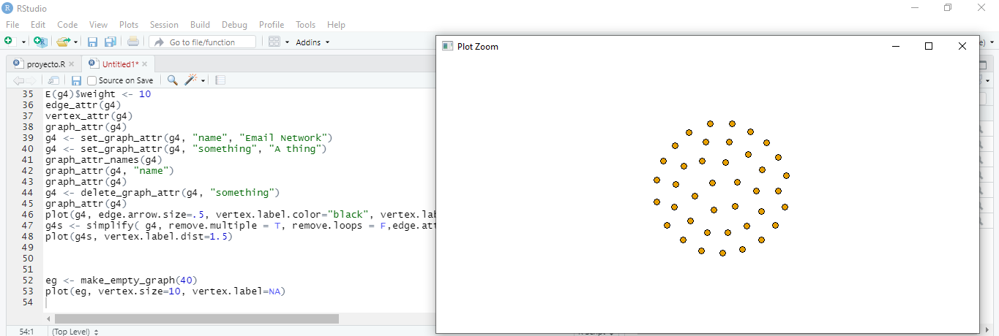 RStudio
File Edit Code View Plots Session Build Debug Profile Tools Help
Go to file/function Addins
Plot Zoom
proyecto.R Untitled1*
Source on Save
35 E(g4)$weight <- 10
36 edge_attr(g4)
37 vertex_attr(g4)
38 graph_attr(g4)
39 g4 <- set_graph_attr(g4, "name", "Email Network")
40 g4 <- set_graph_attr(g4, "something", "A thing")
41 graph_attr_names(g4)
42 graph_attr(g4, "name")
43 graph_attr(g4)
44 g4 <- delete_graph_attr(g4, "something")
45 graph_attr(g4)
46 plot(g4, edge.arrow.size=.5, vertex.label.color="black", vertex.lab
47 g4s <- simplify( g4, remove.multiple = T, remove.loops = F,edge.att
48 plot(g4s, vertex.label.dist=1.5)
49
50
51
52 eg <- make_empty_graph(40)
53 plot(eg, vertex.size=10, vertex.label=NA)
54
54:1 (Top Level)